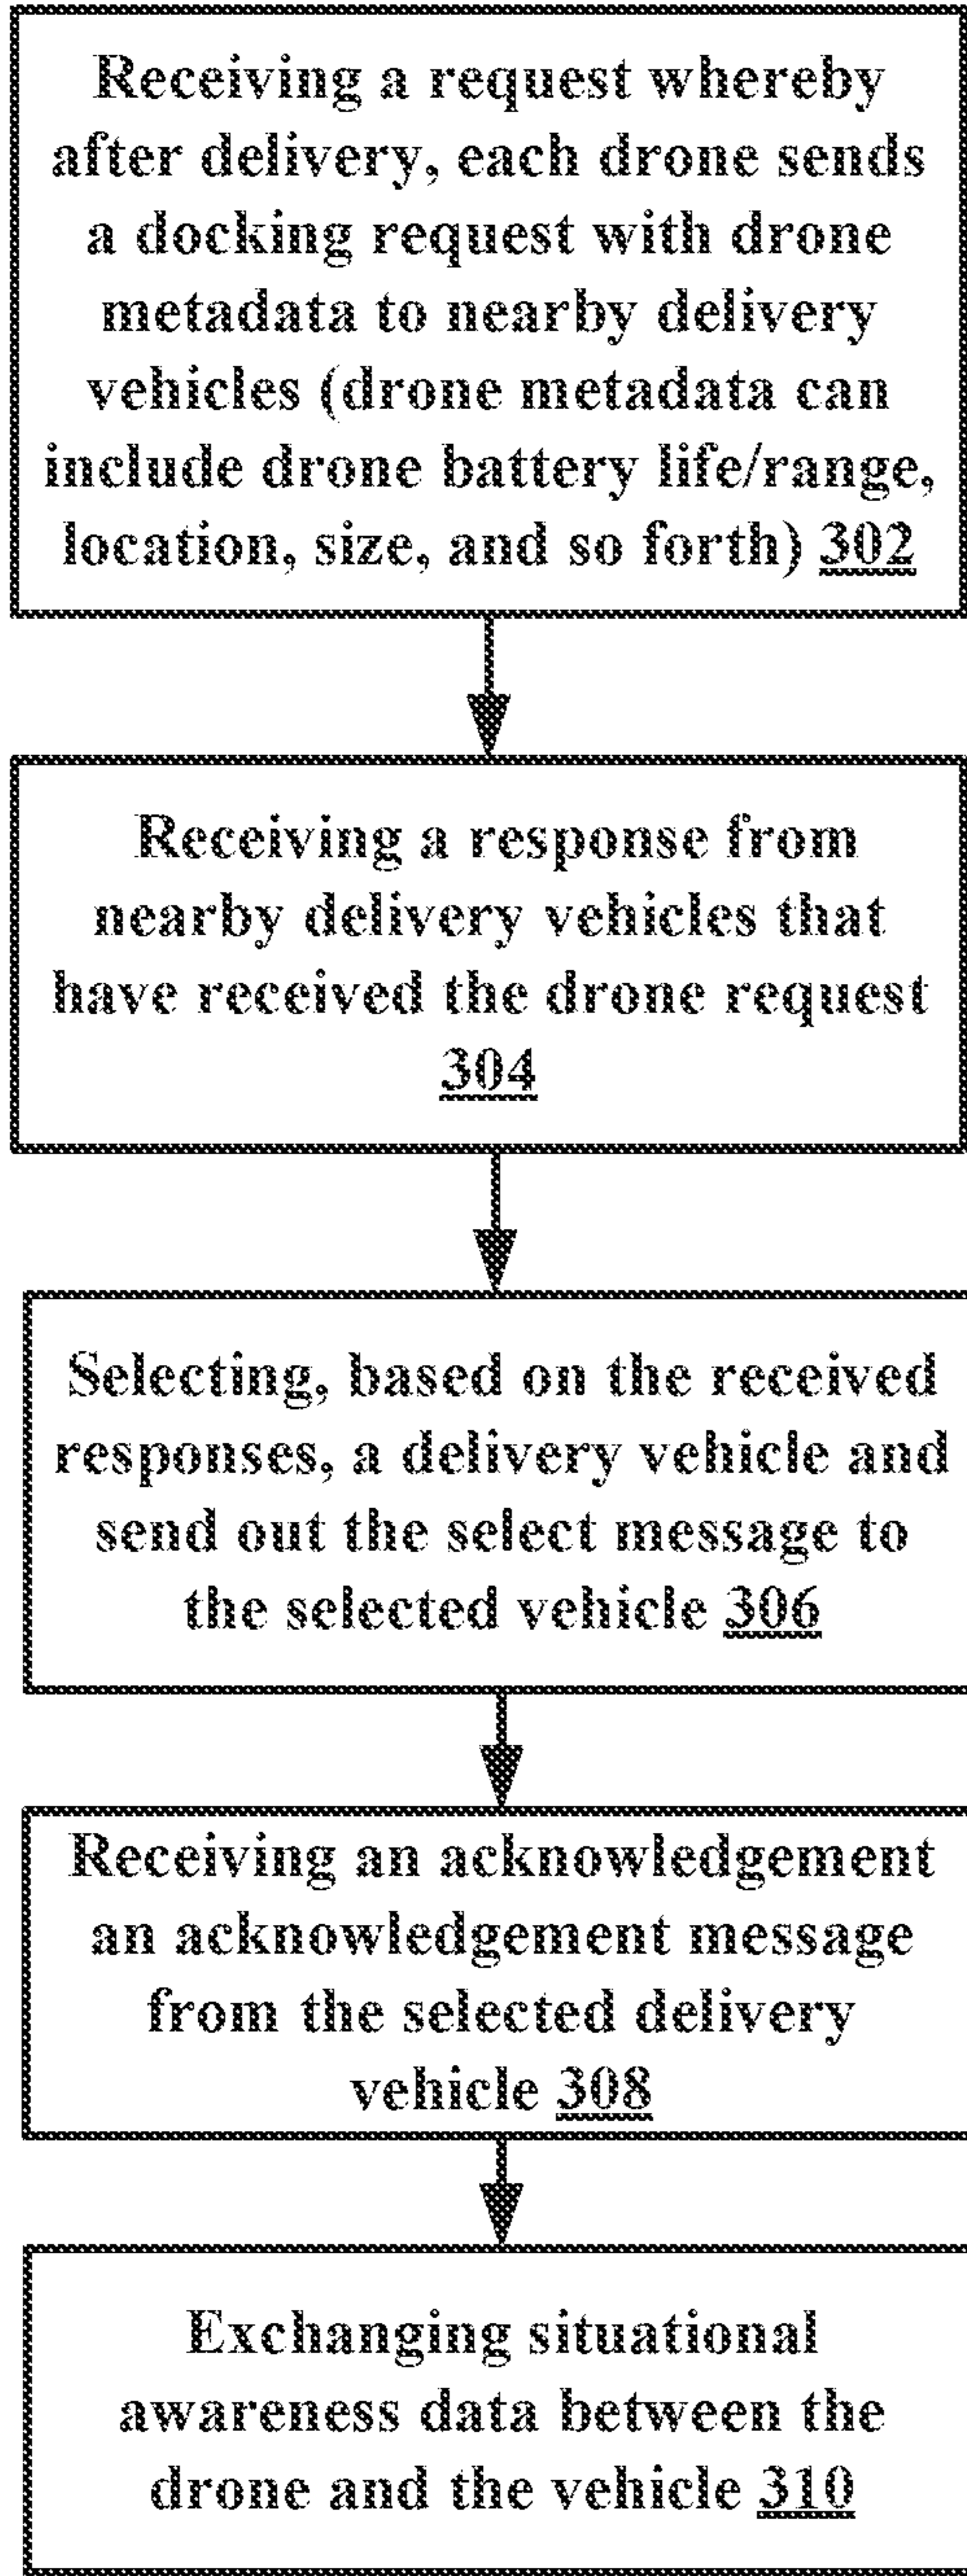 Receiving a request whereby
after delivery, each drone sends
a docking request with drone
metadata to nearby delivery
vehicles (drone metadata can
include drone battery life/range,
location, size, and so forth) 302
Receiving a response from
nearby delivery vehicles that
have received the drone request
304
Selecting, based on the received
responses, a delivery vehicle and
send out the select message to
the selected vehicle 306
Receiving an acknowledgement
an acknowledgement message
from the selected delivery
vehicle 308
Exchanging situational
awareness data between the
drone and the vehicle 310